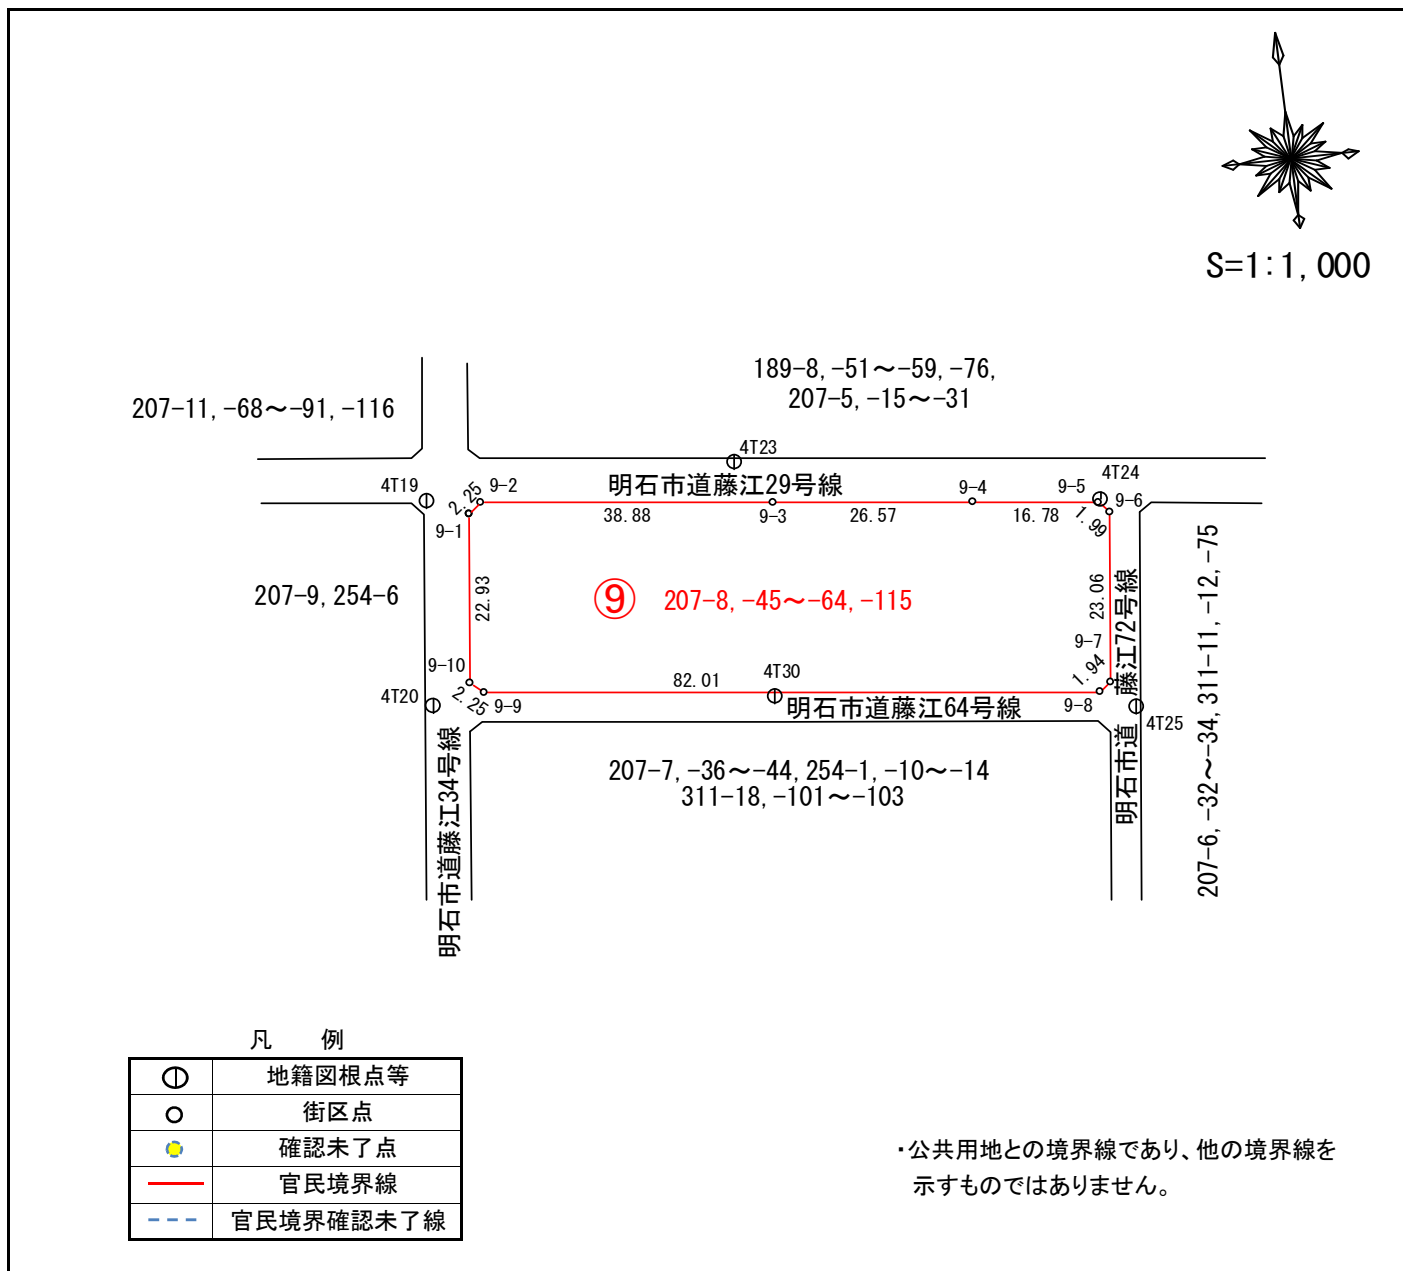 S=1:1,000
189-8,-51～-59,-76,
207-5,-15～-31
207-11,-68～-91,-116
4T23
4T19
9-2
明石市道藤江29号線
9-4
9-5
4T24
9-6
2.25
38.88
9-3
26.57
16.78
1.99
9-1
207-9,254-6
22.93
⑨
207-8,-45～-64,-115
23.06
9-7
明石市道 藤江72号線
207-6,-32～-34,311-11,-12,-75
9-10
82.01
4T30
1.94
4T20
2.25
9-9
明石市道藤江64号線
9-8
4T25
明石市道藤江34号線
207-7,-36～-44,254-1,-10～-14
311-18,-101～-103
凡 例
地籍図根点等
街区点
確認未了点
官民境界線
官民境界確認未了線
・公共用地との境界線であり、他の境界線を
示すものではありません。